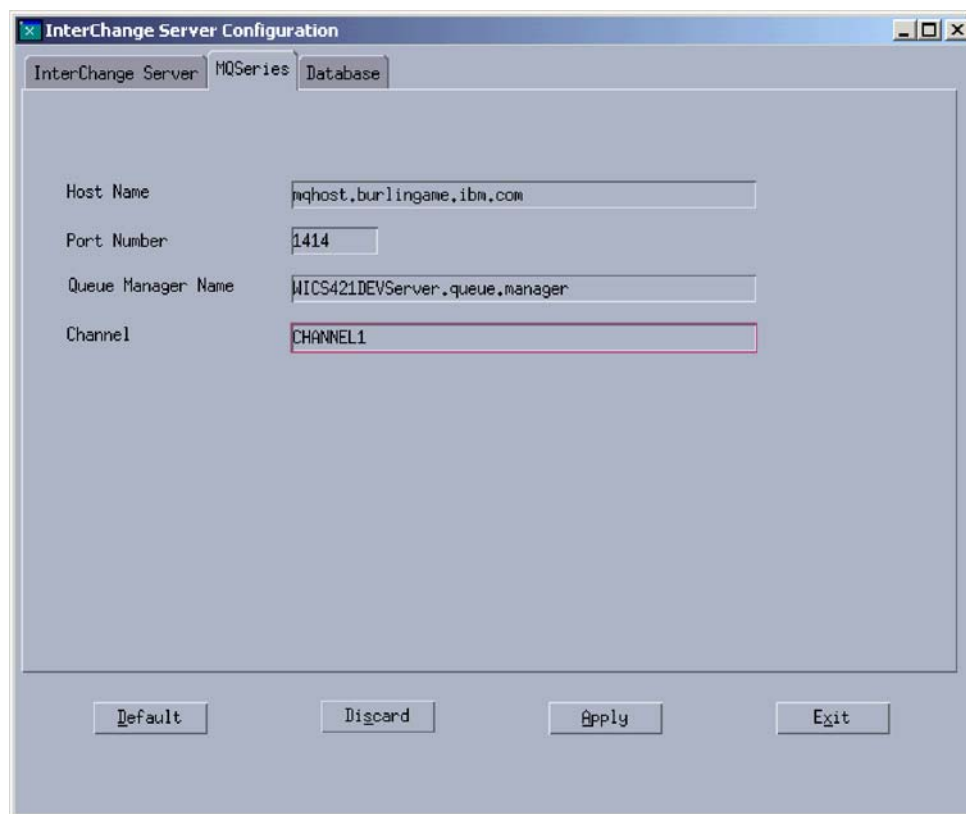 InterChange Server Configuration
InterChange Server MQSeries Database
Host Name mqhost.burlingame.ibm.com
Port Number 1414
Queue Manager Name WICS421DEVServer.queue.manager
Channel CHANNEL1
Default Discard Apply Exit